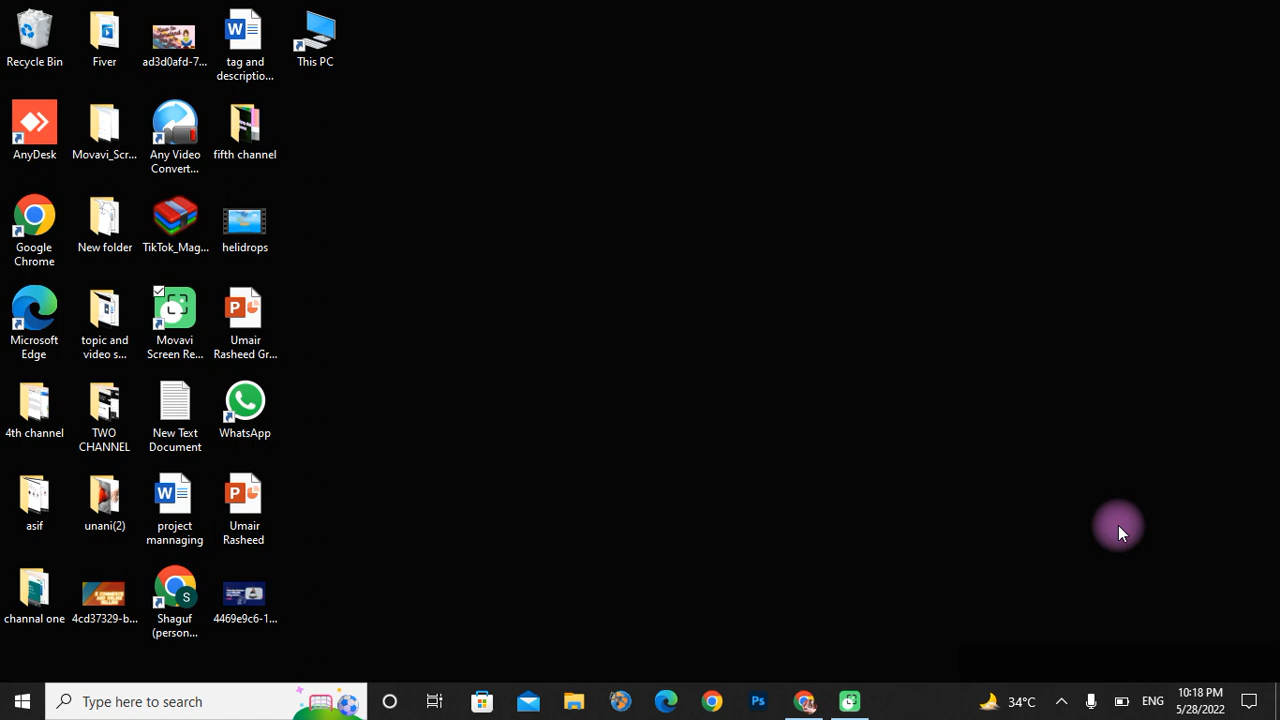 Recycle Bin
Fiver
ad3d0afd-7...
tag and
descriptio...
This PC
AnyDesk
Movavi_Scr...
Any Video
Convert...
fifth channel
Google
Chrome
New folder
TikTok_Mag...
helidrops
Microsoft
Edge
topic and
video s...
Movavi
Screen Re...
Umair
Rasheed Gr...
4th channel
TWO
CHANNEL
New Text
Document
WhatsApp
asif
unani(2)
project
mannaging
Umair
Rasheed
channal one
4cd37329-b...
Shaguf
(person...
4469e9c6-1...
Type here to search
34°C
ENG
10:18 PM
5/28/2022